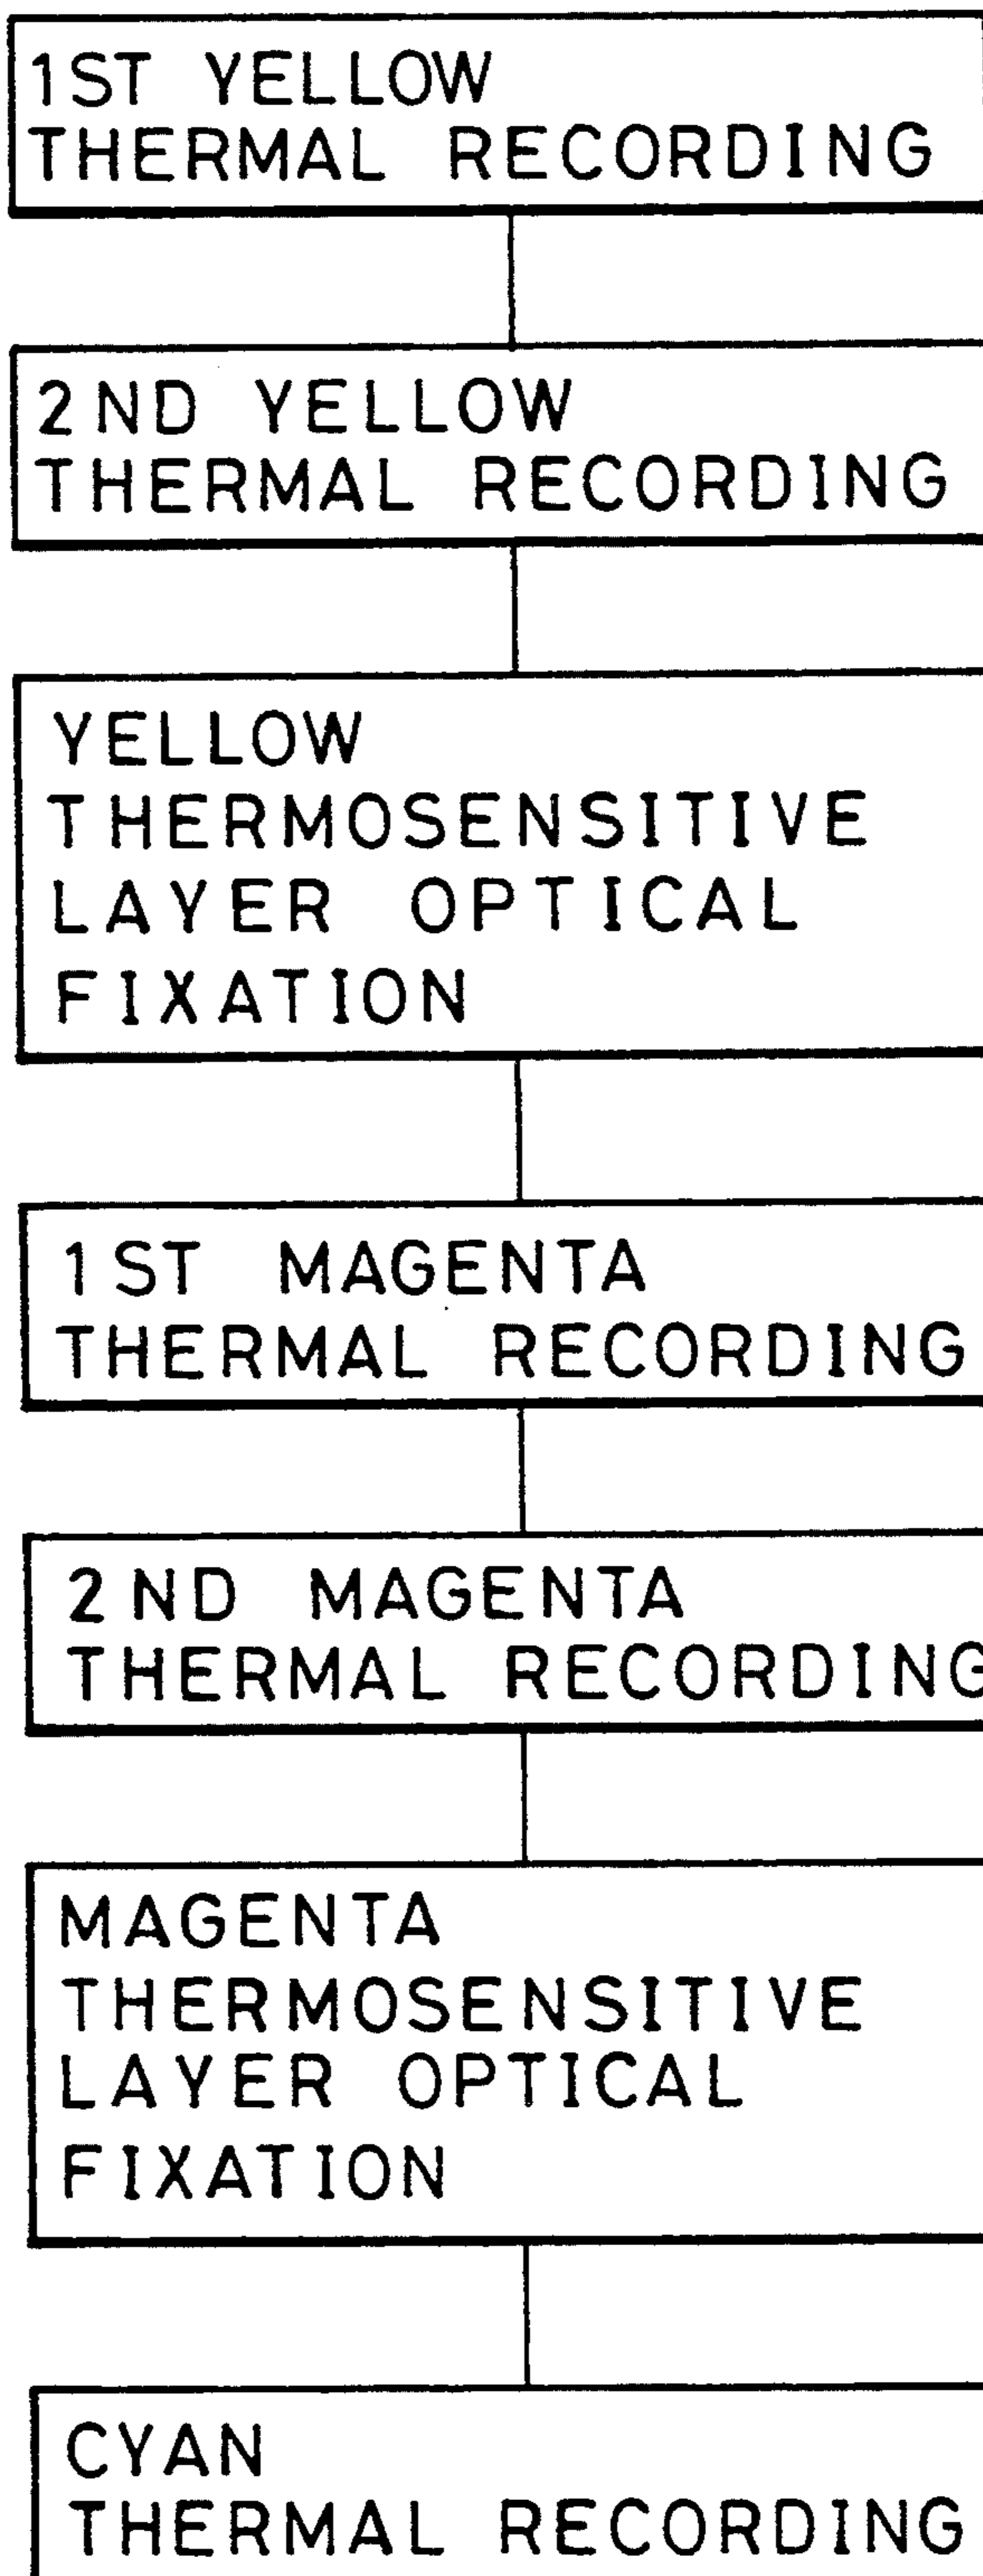 1ST YELLOW
THERMAL RECORDING
2ND YELLOW
THERMAL RECORDING
YELLOW
THERMOSENSITIVE
LAYER OPTICAL
FIXATION
1ST MAGENTA
THERMAL RECORDING
2ND MAGENTA
THERMAL RECORDING
MAGENTA
THERMOSENSITIVE
LAYER OPTICAL
FIXATION
CYAN
THERMAL RECORDING